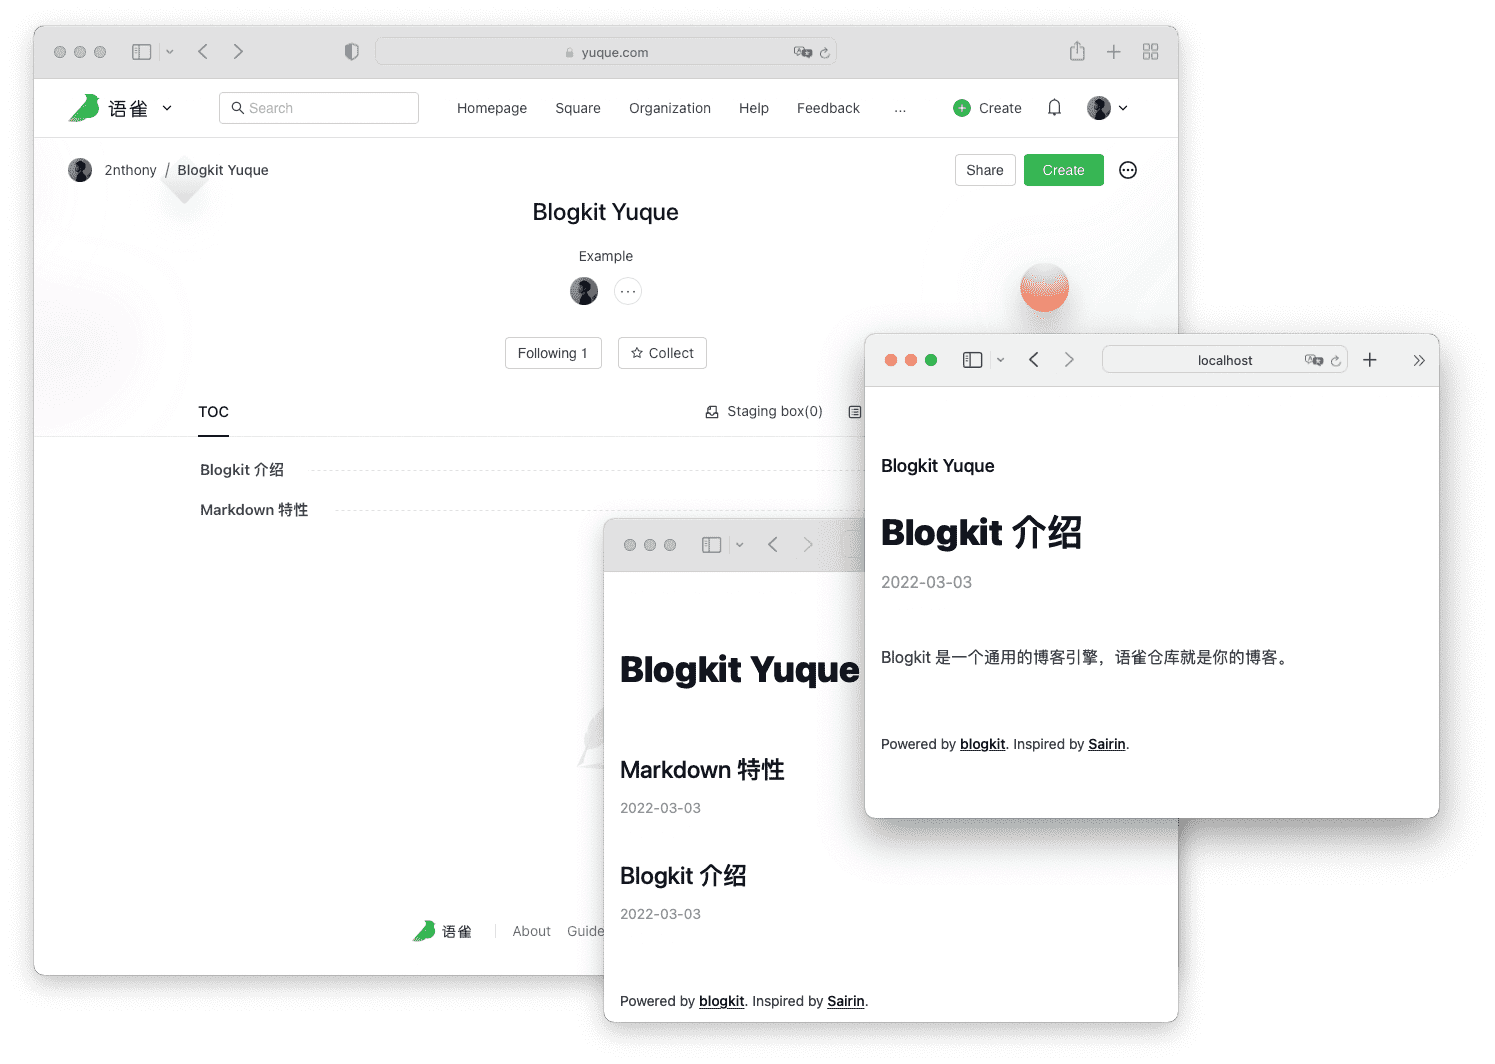 yuque.com
语雀
Search
Homepage
Square
Organization
Help
Feedback
...
Create
2nthony / Blogkit Yuque
Share
Create
Blogkit Yuque
Example
Following 1
Collect
TOC
Staging box(0)
Blogkit 介绍
Markdown 特性
语雀
About
Guide
Blogkit Yuque
Markdown 特性
2022-03-03
Blogkit 介绍
2022-03-03
Powered by blogkit. Inspired by Sairin.
localhost
Blogkit Yuque
Blogkit 介绍
2022-03-03
Blogkit 是一个通用的博客引擎，语雀仓库就是你的博客。
Powered by blogkit. Inspired by Sairin.